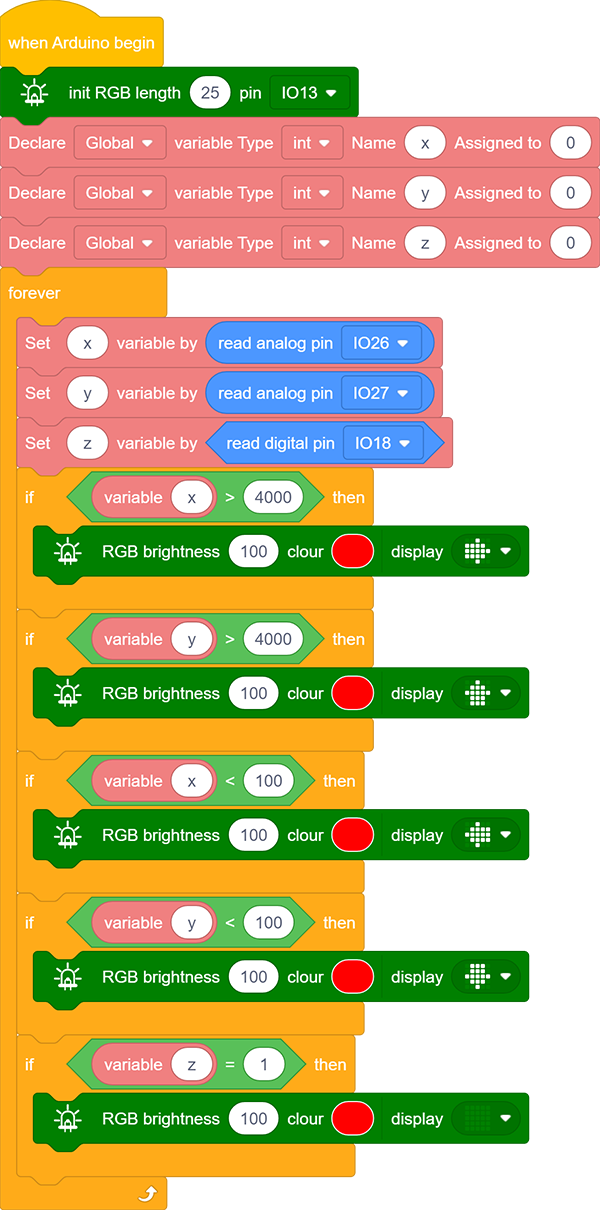 when Arduino begin
init RGB length 25 pin IO13
Declare Global variable Type int Name x Assigned to 0
Declare Global variable Type int Name y Assigned to 0
Declare Global variable Type int Name z Assigned to 0
forever
Set x variable by read analog pin IO26
Set y variable by read analog pin IO27
Set z variable by read digital pin IO18
if variable x > 4000 then
RGB brightness 100 clour display
if variable y > 4000 then
RGB brightness 100 clour display
if variable x < 100 then
RGB brightness 100 clour display
if variable y < 100 then
RGB brightness 100 clour display
if variable z = 1 then
RGB brightness 100 clour display